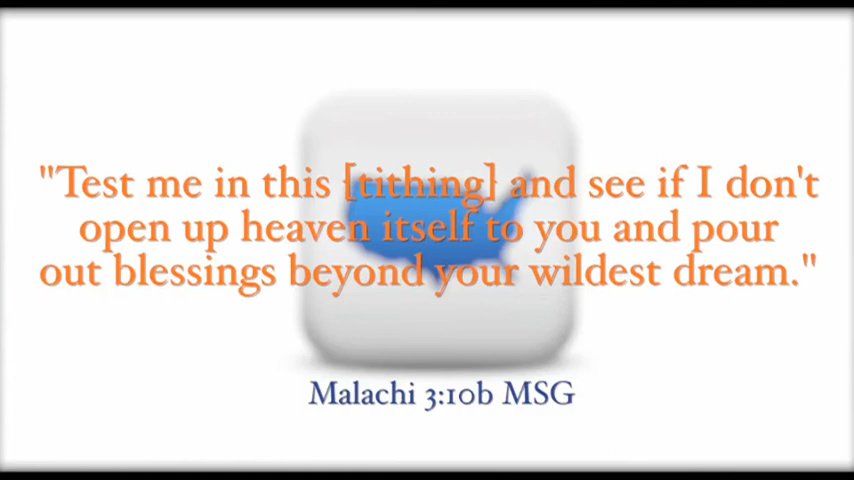 "Test me in this [tithing] and see if I don't
open up heaven itself to you and pour
out blessings beyond your wildest dream."
Malachi 3:10b MSG